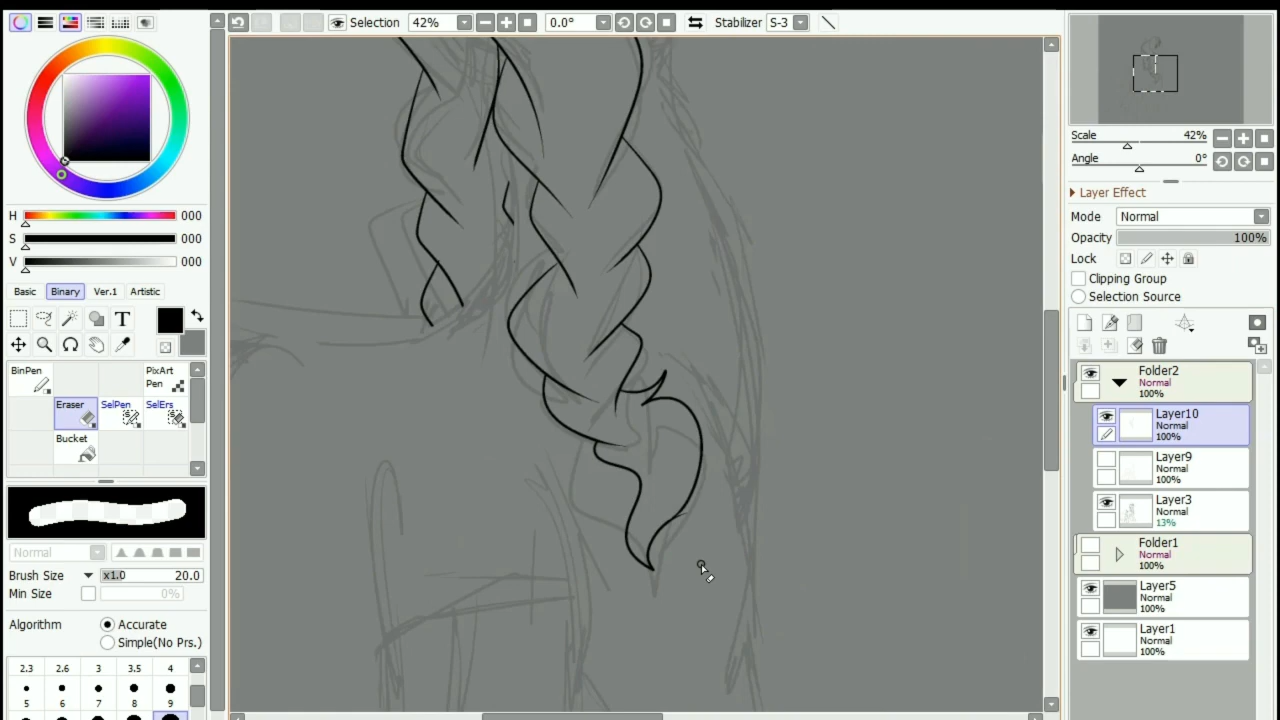 Selection 42% 0.0° Stabilizer S-3
H 000
S 000
V 000
Basic Binary Ver.1 Artistic
T
BinPen PixArt Pen
Eraser SelPen SelErs
Bucket
Normal
Brush Size x1.0 20.0
Min Size 0%
Algorithm Accurate
Simple(No Prs.)
2.3 2.6 3 3.5 4
5 6 7 8 9
Scale 42%
Angle 0°
Layer Effect
Mode Normal
Opacity 100%
Lock
Clipping Group
Selection Source
Folder2
Normal
100%
Layer10
Normal
100%
Layer9
Normal
100%
Layer3
Normal
13%
Folder1
Normal
100%
Layer5
Normal
100%
Layer1
Normal
100%